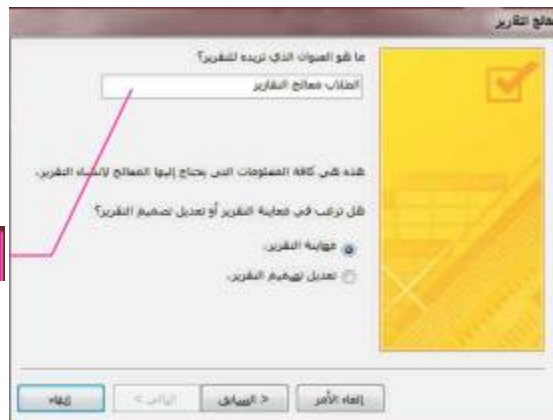 معالج التقارير
ما هو العنوان الذي تريده للتقرير؟
الطلاب معالج التقارير
هذه هي كافة المعلومات التي يحتاج إليها المعالج لإنشاء التقرير.
هل ترغب في معاينة التقرير أو تعديل تصميم التقرير؟
معاينة التقرير.
تعديل تصميم التقرير.
إلغاء الأمر
< السابق
التالي >
إنهاء